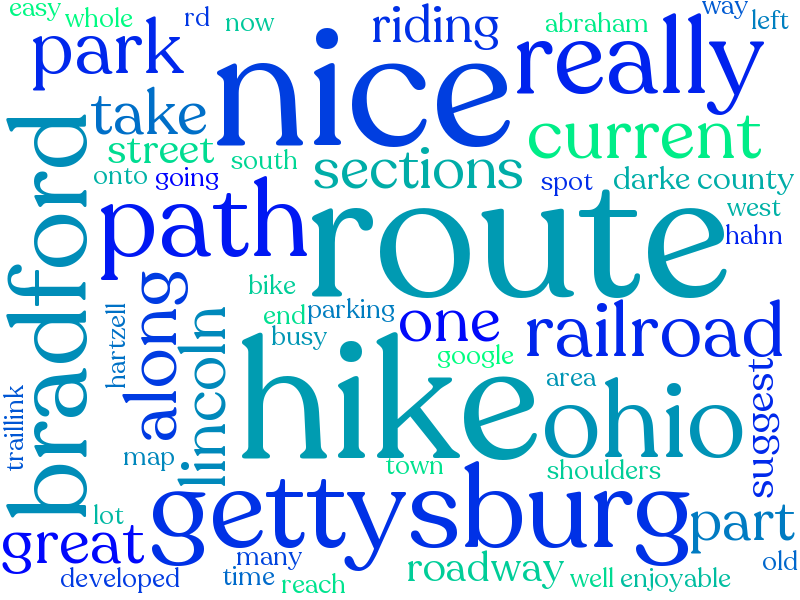 easy
whole
rd
now
riding
abraham
way
left
park
nice
really
take
current
street
south
sections
onto
going
spot
darke county
bradford
path
route
west
hahn
bike
along
hartzell
lincoln
end
parking
one
railroad
busy
google
hike
area
ohio
suggest
traillink
map
town
shoulders
gettysburg
part
lot
great
many
roadway
old
developed
time
reach
well
enjoyable